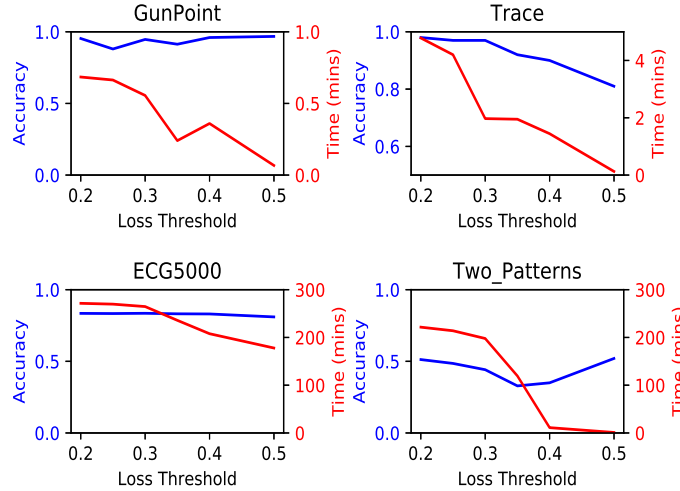 GunPoint
1.0
0.5
0.0
Accuracy
1.0
0.5
0.0
Time (mins)
0.2 0.3 0.4 0.5
Loss Threshold
Trace
1.0
0.8
0.6
Accuracy
4
2
0
Time (mins)
0.2 0.3 0.4 0.5
Loss Threshold
ECG5000
1.0
0.5
0.0
Accuracy
300
200
100
0
Time (mins)
0.2 0.3 0.4 0.5
Loss Threshold
Two_Patterns
1.0
0.5
0.0
Accuracy
300
200
100
0
Time (mins)
0.2 0.3 0.4 0.5
Loss Threshold